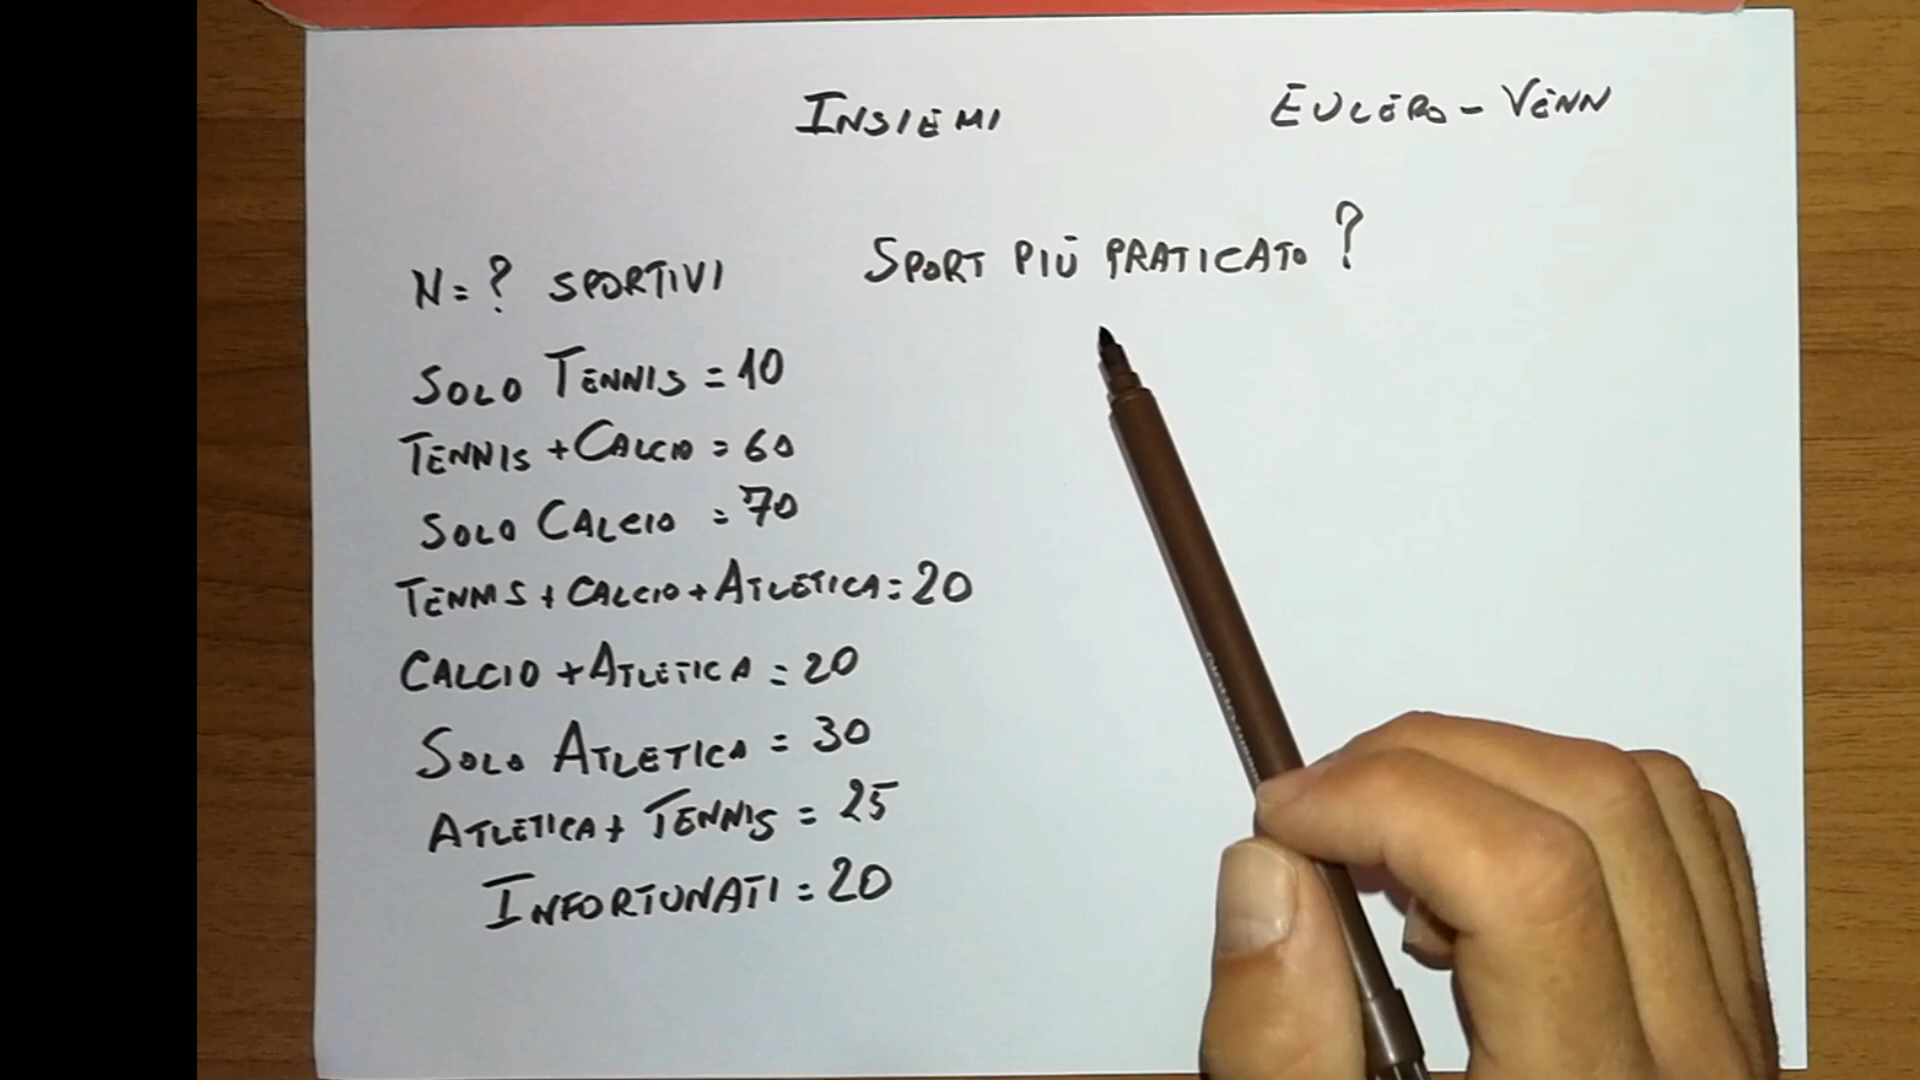 INSIEMI
EULERO - VENN
N = ? SPORTIVI
SPORT PIÙ PRATICATO ?
SOLO TENNIS = 10
TENNIS + CALCIO = 60
SOLO CALCIO = 70
TENNIS + CALCIO + ATLETICA = 20
CALCIO + ATLETICA = 20
SOLO ATLETICA = 30
ATLETICA + TENNIS = 25
INFORTUNATI = 20